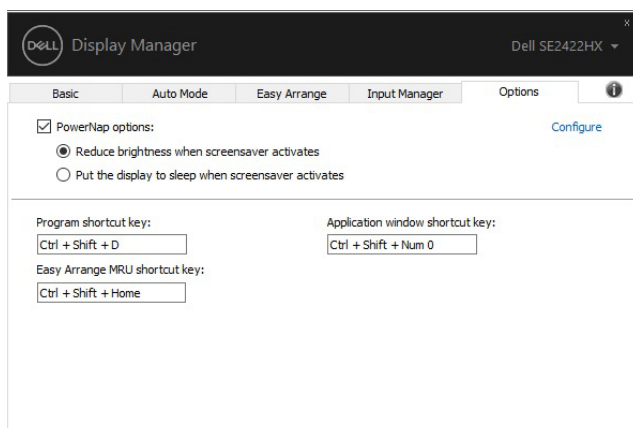 DELL Display Manager
Dell SE2422HX
x
Basic Auto Mode Easy Arrange Input Manager Options
PowerNap options:
Configure
Reduce brightness when screensaver activates
Put the display to sleep when screensaver activates
Program shortcut key:
Application window shortcut key:
Ctrl + Shift + D
Ctrl + Shift + Num 0
Easy Arrange MRU shortcut key:
Ctrl + Shift + Home